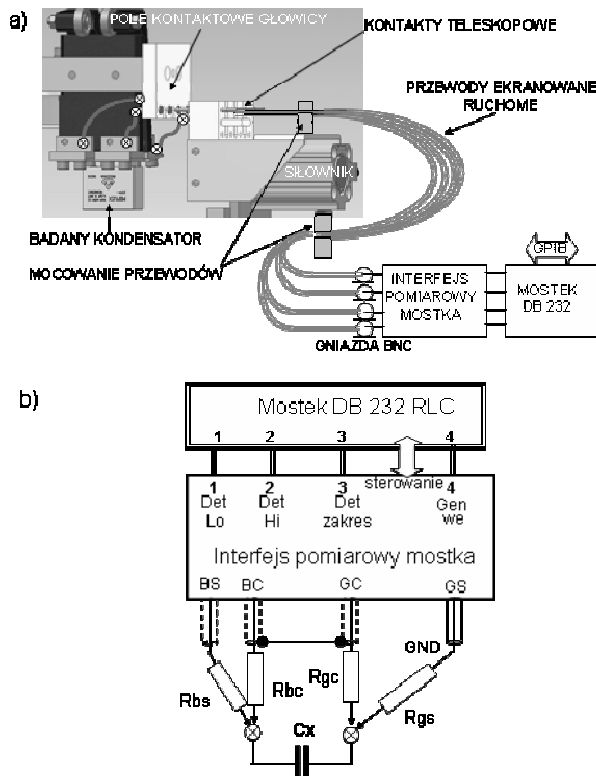 a)
POLE KONTAKTOWE GŁOWICY
KONTAKTY TELESKOPOWE
PRZEWODY EKRANOWANE
RUCHOME
SIŁOWNIK
BADANY KONDENSATOR
MOCOWANIE PRZEWODÓW
INTERFEJS
POMIAROWY
MOSTKA
GPIB
MOSTEK
DB 232
GNIAZDA BNC
b)
Mostek DB 232 RLC
1 2 3 4
sterowanie
1 2 3 4
Det Det Det Gen
Lo Hi zakres we
Interfejs pomiarowy mostka
BS BC GC GS
GND
Rbs Rbc Rgc Rgs
Cx